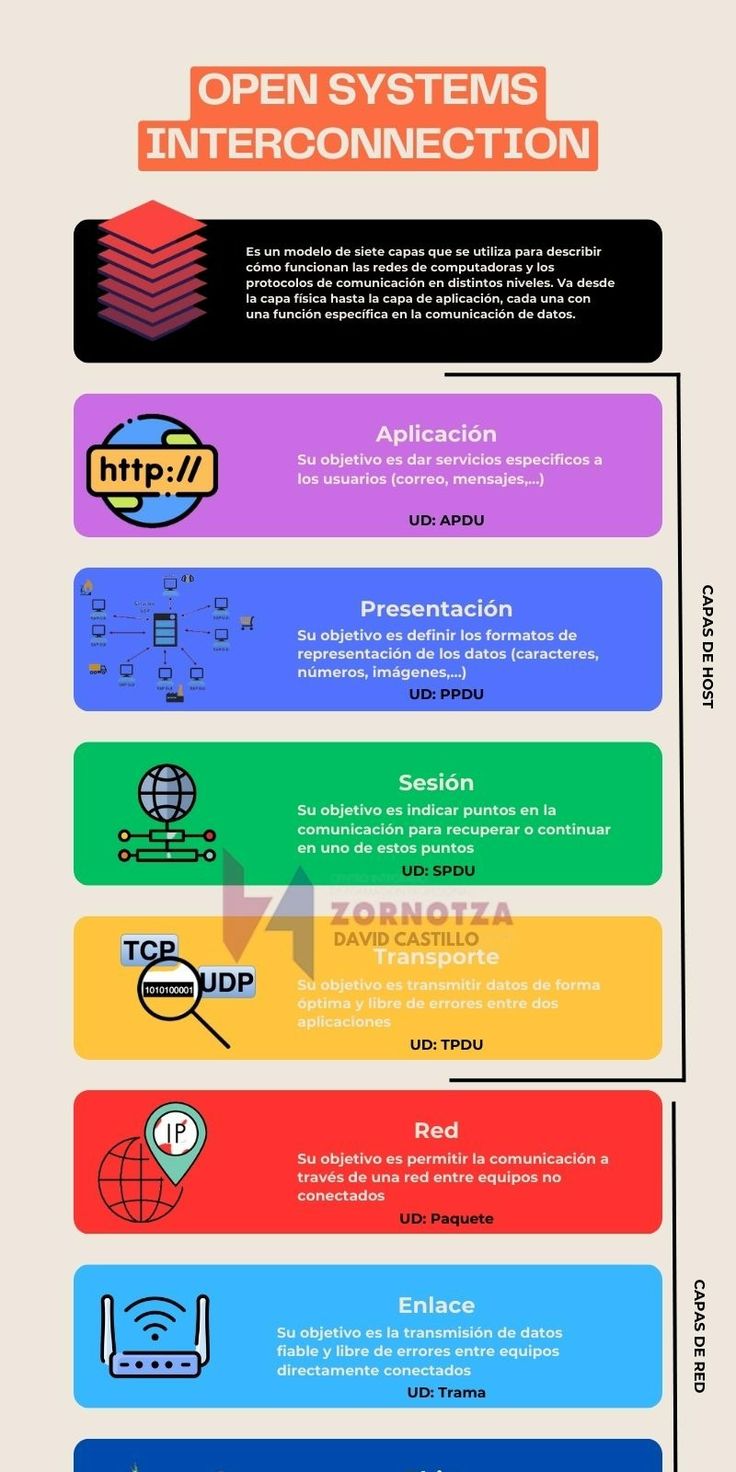 OPEN SYSTEMS
INTERCONNECTION
Es un modelo de siete capas que se utiliza para describir
cómo funcionan las redes de computadoras y los
protocolos de comunicación en distintos niveles. Va desde
la capa física hasta la capa de aplicación, cada una con
una función específica en la comunicación de datos.
http://
Aplicación
Su objetivo es dar servicios especificos a
los usuarios (correo, mensajes,...)
UD: APDU
Presentación
Su objetivo es definir los formatos de
representación de los datos (caracteres,
números, imágenes,...)
UD: PPDU
CAPAS DE HOST
Sesión
Su objetivo es indicar puntos en la
comunicación para recuperar o continuar
en uno de estos puntos
UD: SPDU
ZORNOTZA
DAVID CASTILLO
TCP
UDP
1010100001
Transporte
Su objetivo es transmitir datos de forma
óptima y libre de errores entre dos
aplicaciones
UD: TPDU
IP
Red
Su objetivo es permitir la comunicación a
través de una red entre equipos no
conectados
UD: Paquete
Enlace
Su objetivo es la transmisión de datos
fiable y libre de errores entre equipos
directamente conectados
UD: Trama
CAPAS DE RED